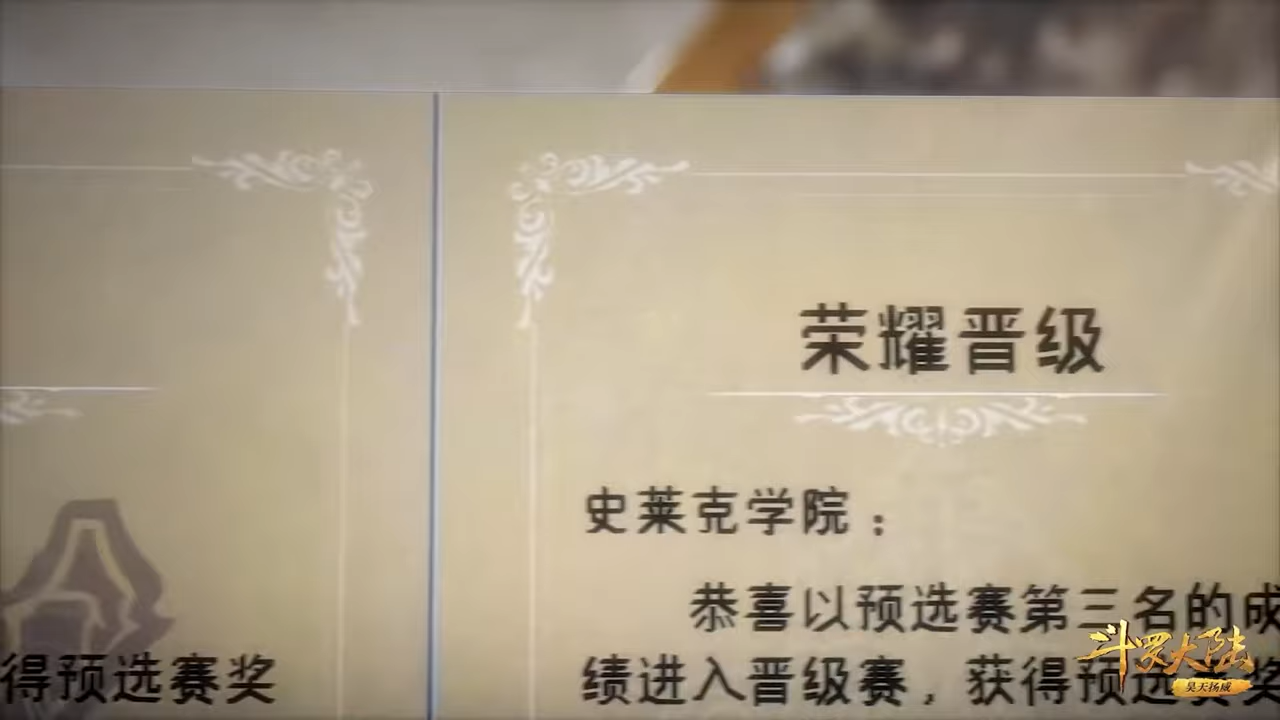 荣耀晋级
史莱克学院：
恭喜以预选赛第三名的成
绩进入晋级赛，获得预选奖
得预选赛奖
斗罗大陆
昊天扬威